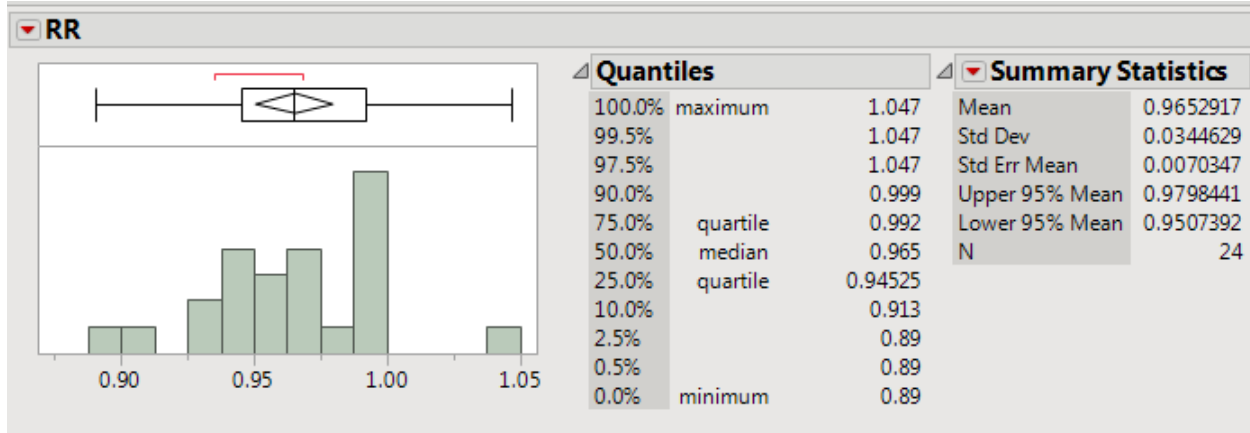 RR
0.90 0.95 1.00 1.05
Quantiles
100.0% maximum 1.047
99.5% 1.047
97.5% 1.047
90.0% 0.999
75.0% quartile 0.992
50.0% median 0.965
25.0% quartile 0.94525
10.0% 0.913
2.5% 0.89
0.5% 0.89
0.0% minimum 0.89
Summary Statistics
Mean 0.9652917
Std Dev 0.0344629
Std Err Mean 0.0070347
Upper 95% Mean 0.9798441
Lower 95% Mean 0.9507392
N 24